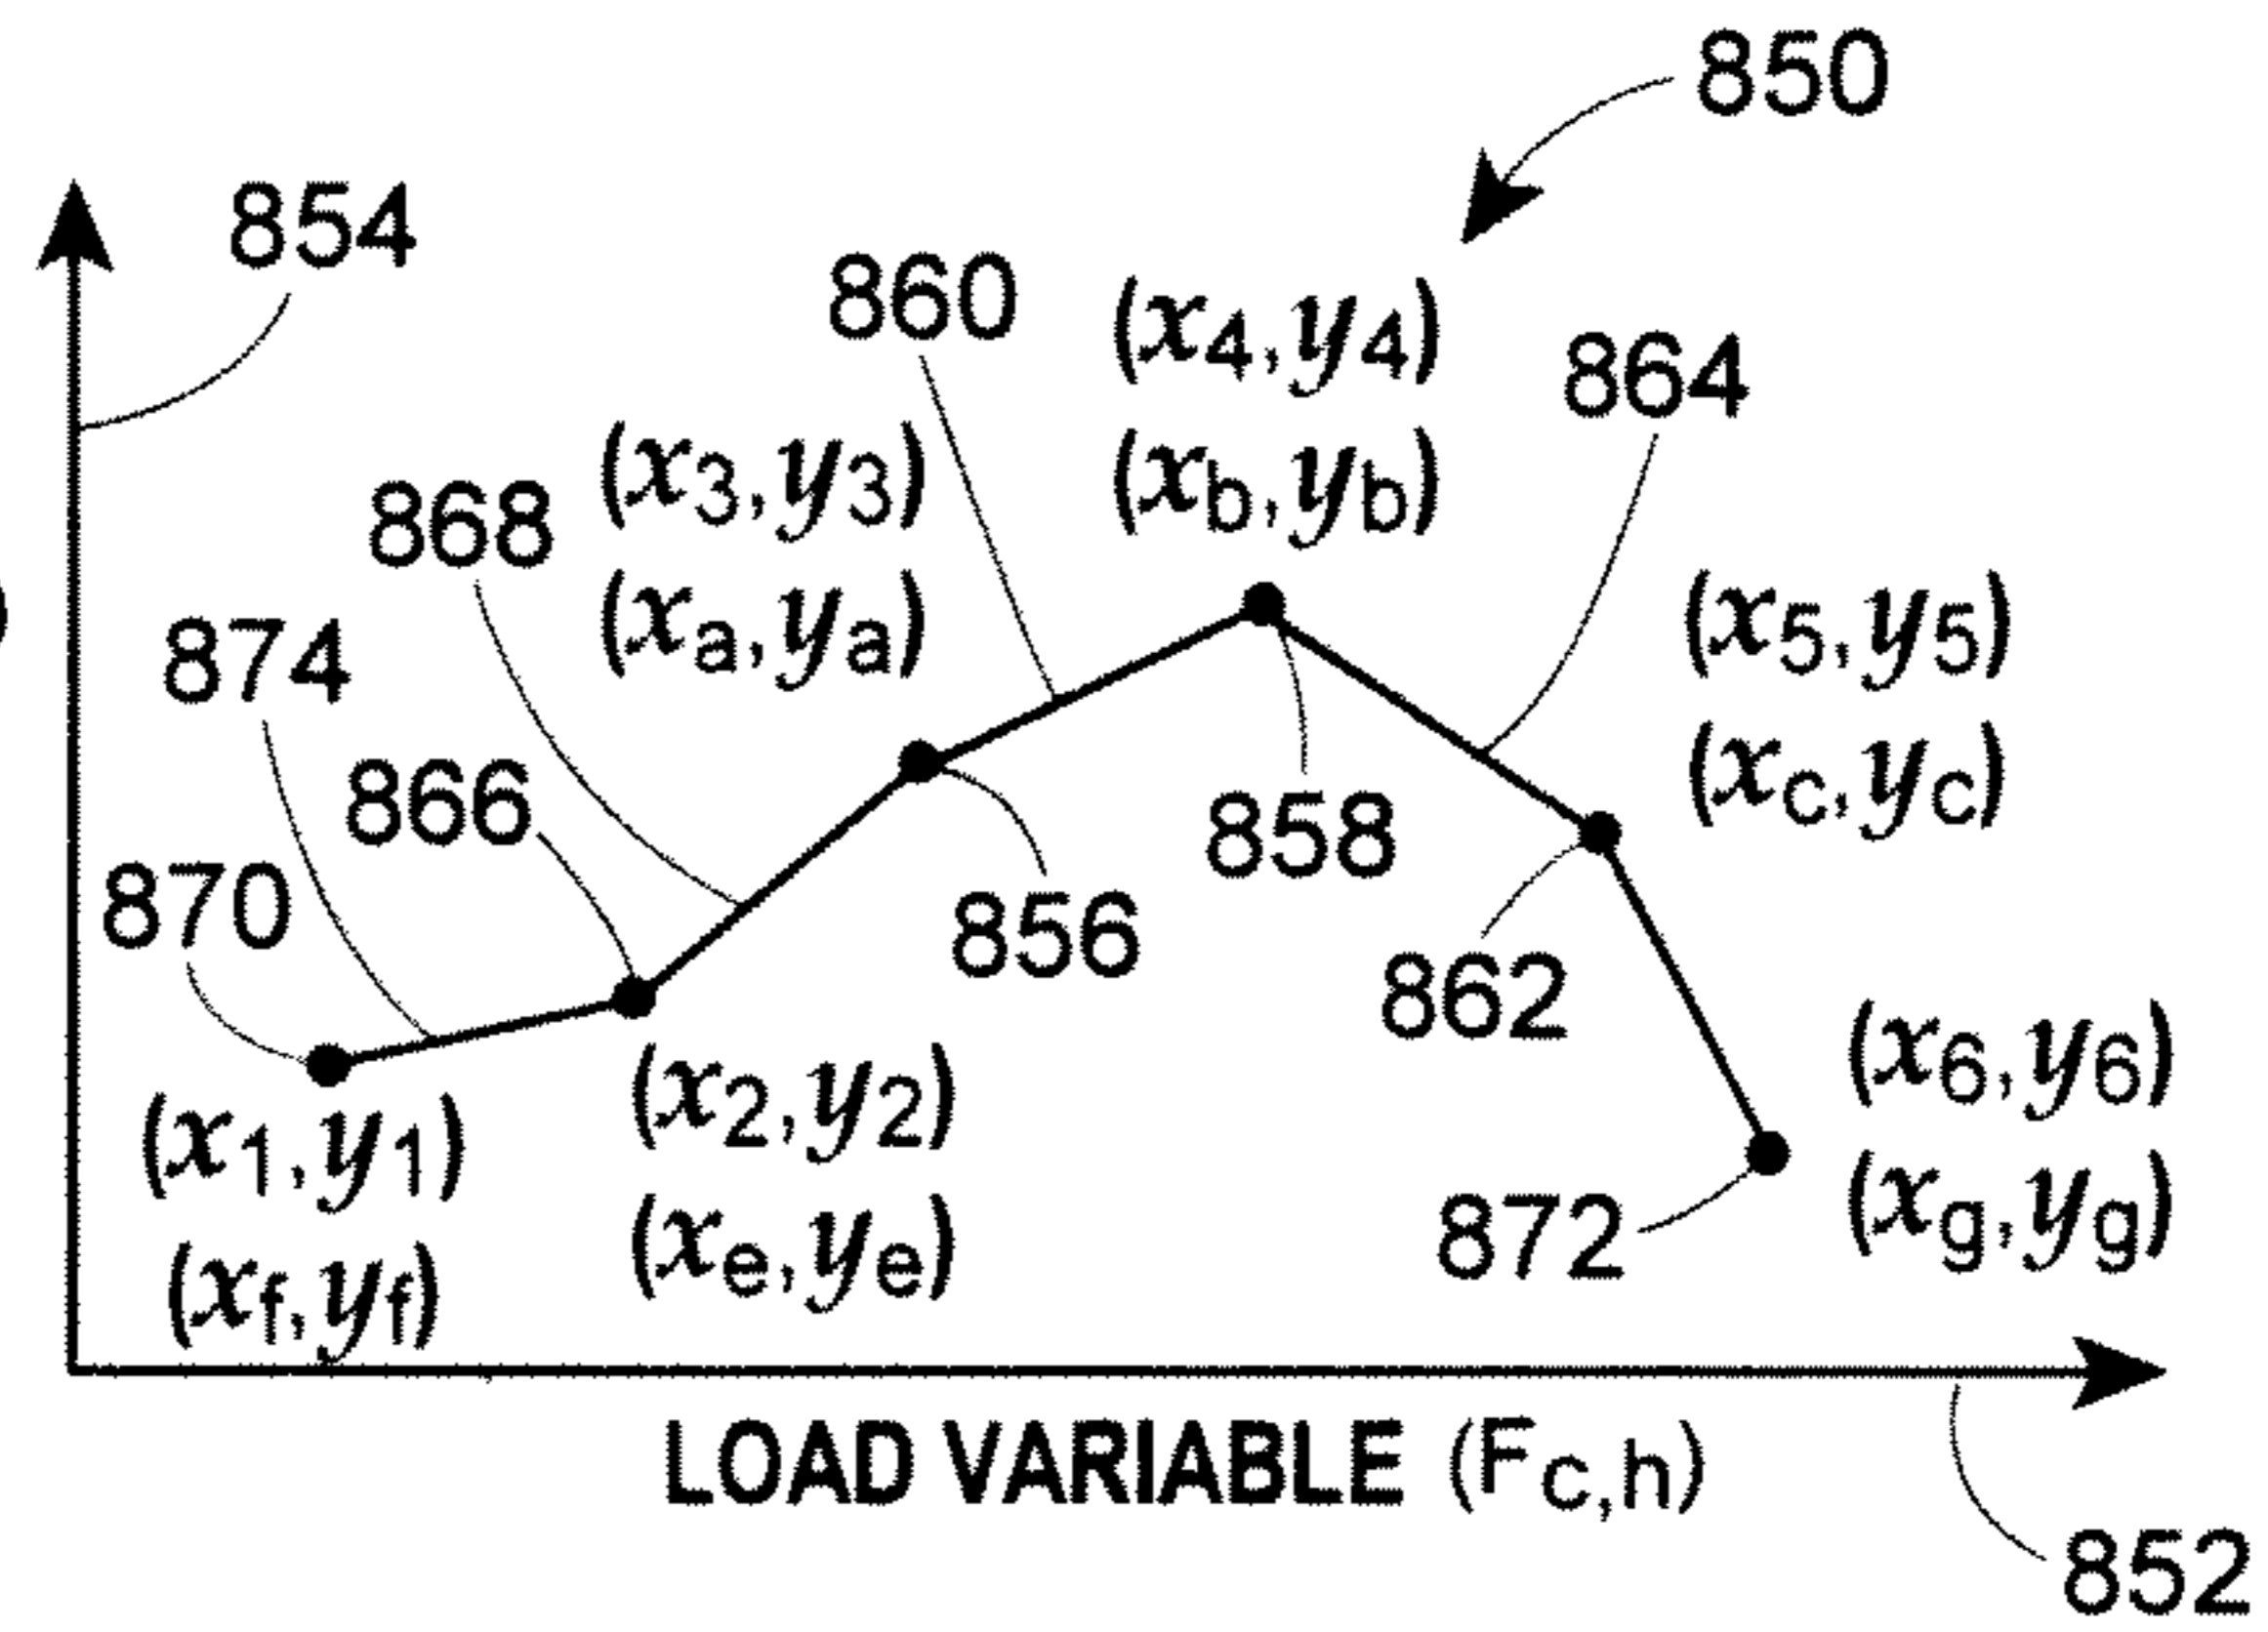 850
854
860
(x4,y4)
864
(x3,y3)
(xb,yb)
868
(xa,ya)
(x5,y5)
874
(xc,yc)
866
858
870
856
862
(x6,y6)
(x2,y2)
(x1,y1)
872
(xg,yg)
(xe,ye)
(xf,yf)
LOAD VARIABLE (Fc,h)
852